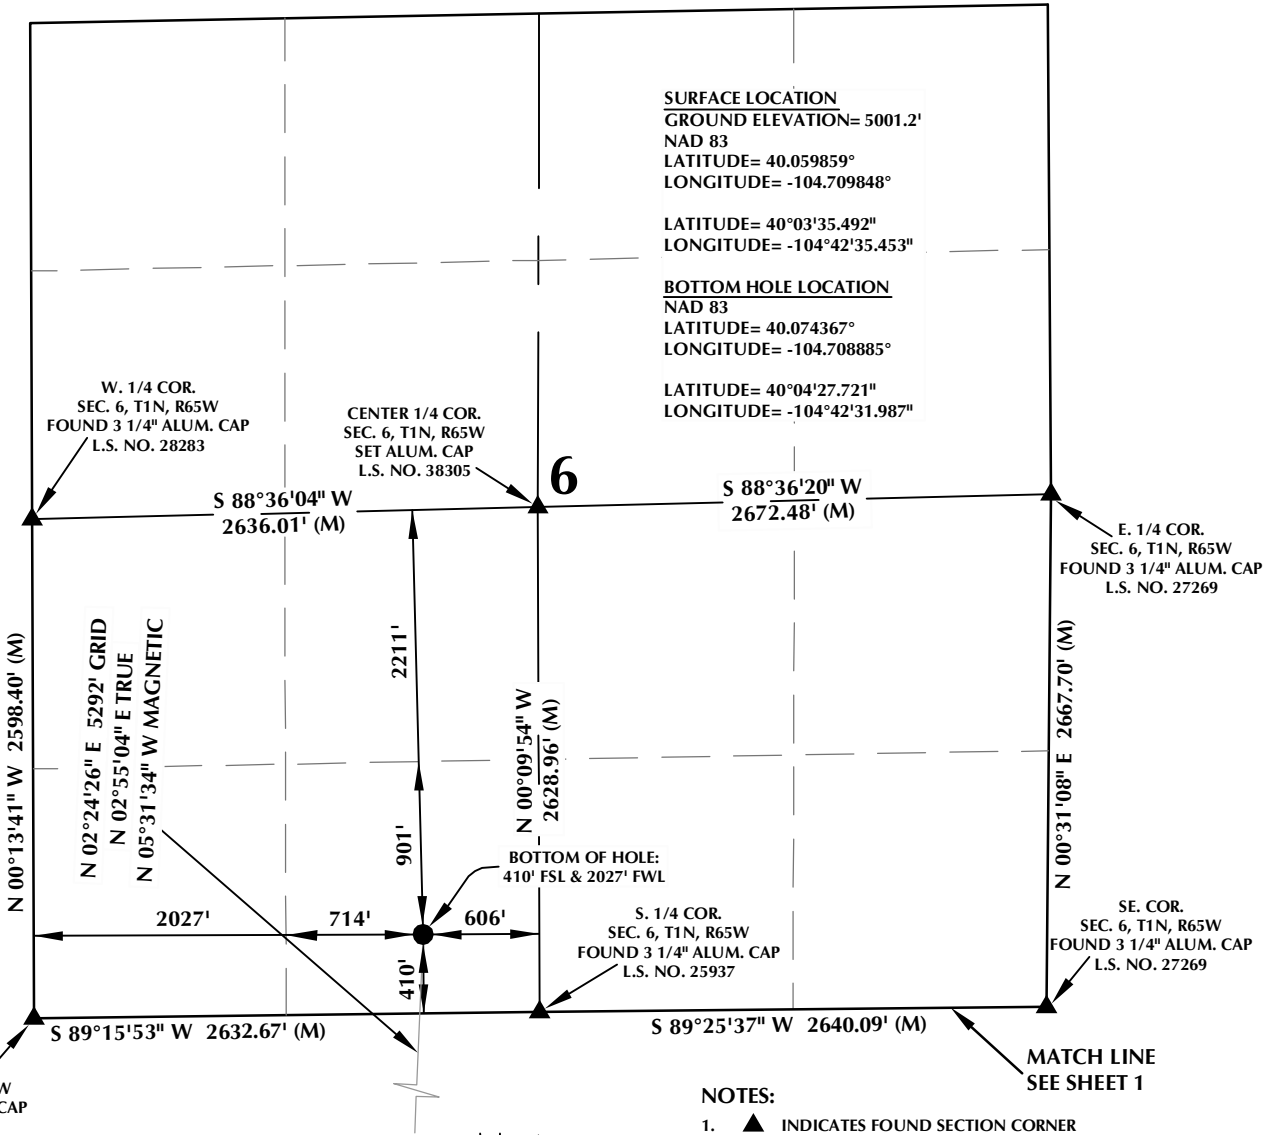 SURFACE LOCATION
GROUND ELEVATION= 5001.2'
NAD 83
LATITUDE= 40.059859°
LONGITUDE= -104.709848°
LATITUDE= 40°03'35.492"
LONGITUDE= -104°42'35.453"
BOTTOM HOLE LOCATION
NAD 83
LATITUDE= 40.074367°
LONGITUDE= -104.708885°
LATITUDE= 40°04'27.721"
LONGITUDE= -104°42'31.987"
W. 1/4 COR.
SEC. 6, T1N, R65W
FOUND 3 1/4" ALUM. CAP
L.S. NO. 28283
CENTER 1/4 COR.
SEC. 6, T1N, R65W
SET ALUM. CAP
L.S. NO. 38305
6
S 88°36'04" W
2636.01' (M)
S 88°36'20" W
2672.48' (M)
E. 1/4 COR.
SEC. 6, T1N, R65W
FOUND 3 1/4" ALUM. CAP
L.S. NO. 27269
N 00°13'41" W 2598.40' (M)
N 02°24'26" E 5292' GRID
N 02°55'04" E TRUE
N 05°31'34" W MAGNETIC
2211'
901'
N 00°09'54" W
2628.96' (M)
N 00°31'08" E 2667.70' (M)
BOTTOM OF HOLE:
410' FSL & 2027' FWL
2027'
714'
606'
410'
S. 1/4 COR.
SEC. 6, T1N, R65W
FOUND 3 1/4" ALUM. CAP
L.S. NO. 25937
SE. COR.
SEC. 6, T1N, R65W
FOUND 3 1/4" ALUM. CAP
L.S. NO. 27269
S 89°15'53" W 2632.67' (M)
S 89°25'37" W 2640.09' (M)
MATCH LINE
SEE SHEET 1
W
CAP
NOTES:
1. ▲ INDICATES FOUND SECTION CORNER